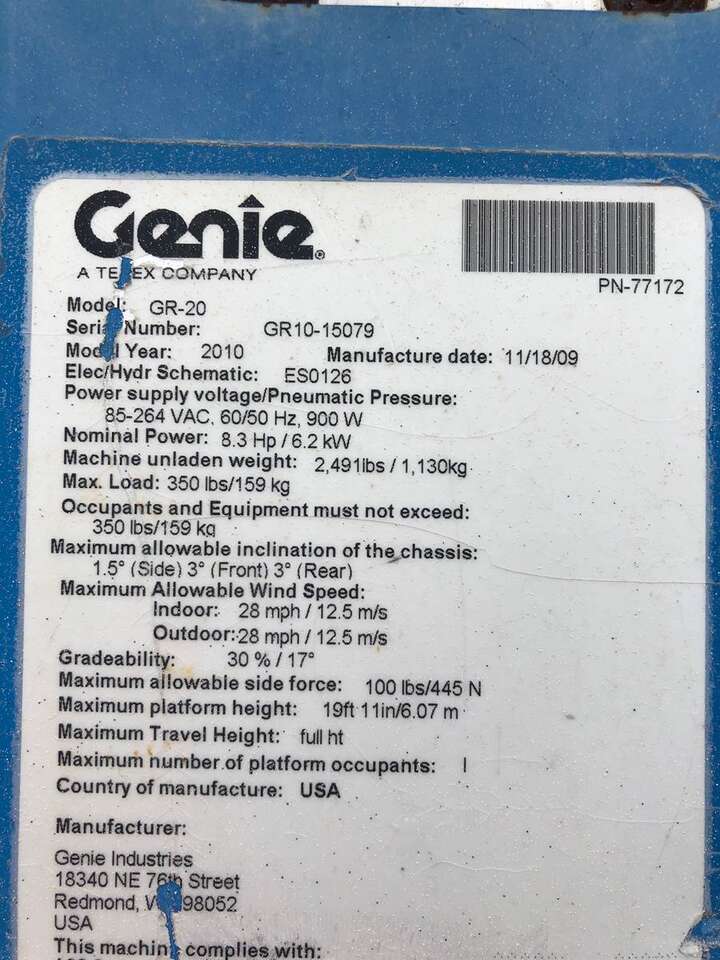 Genie®
A TEREX COMPANY
PN-77172
Model: GR-20
Serial Number: GR10-15079
Model Year: 2010 Manufacture date: 11/18/09
Elec/Hydr Schematic: ES0126
Power supply voltage/Pneumatic Pressure:
85-264 VAC, 60/50 Hz, 900 W
Nominal Power: 8.3 Hp / 6.2 kW
Machine unladen weight: 2,491lbs / 1,130kg
Max. Load: 350 lbs/159 kg
Occupants and Equipment must not exceed:
350 lbs/159 kg
Maximum allowable inclination of the chassis:
1.5° (Side) 3° (Front) 3° (Rear)
Maximum Allowable Wind Speed:
Indoor: 28 mph / 12.5 m/s
Outdoor: 28 mph / 12.5 m/s
Gradeability: 30 % / 17°
Maximum allowable side force: 100 lbs/445 N
Maximum platform height: 19ft 11in/6.07 m
Maximum Travel Height: full ht
Maximum number of platform occupants: 1
Country of manufacture: USA
Manufacturer:
Genie Industries
18340 NE 76th Street
Redmond, WA 98052
USA
This machine complies with: